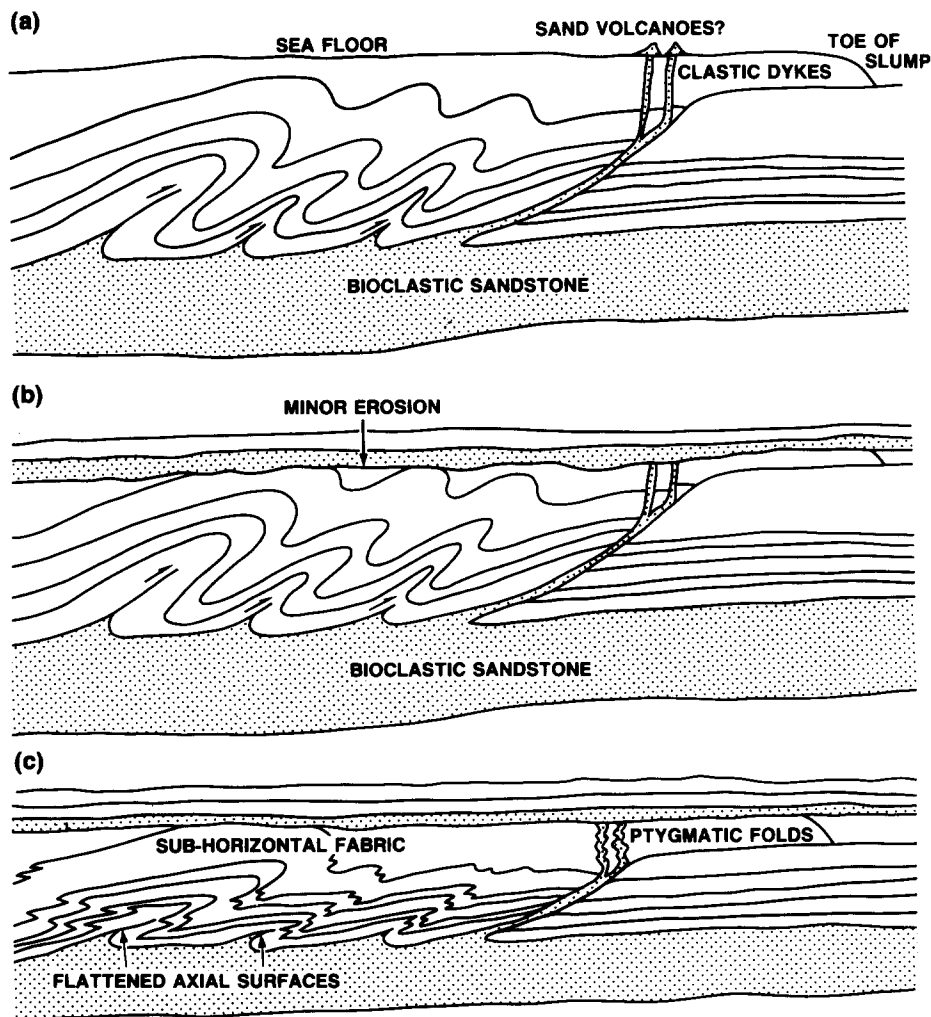 (a)
SEA FLOOR
SAND VOLCANOES?
TOE OF
SLUMP
CLASTIC DYKES
BIOCLASTIC SANDSTONE
(b)
MINOR EROSION
BIOCLASTIC SANDSTONE
(c)
SUB-HORIZONTAL FABRIC
PTYGMATIC FOLDS
FLATTENED AXIAL SURFACES